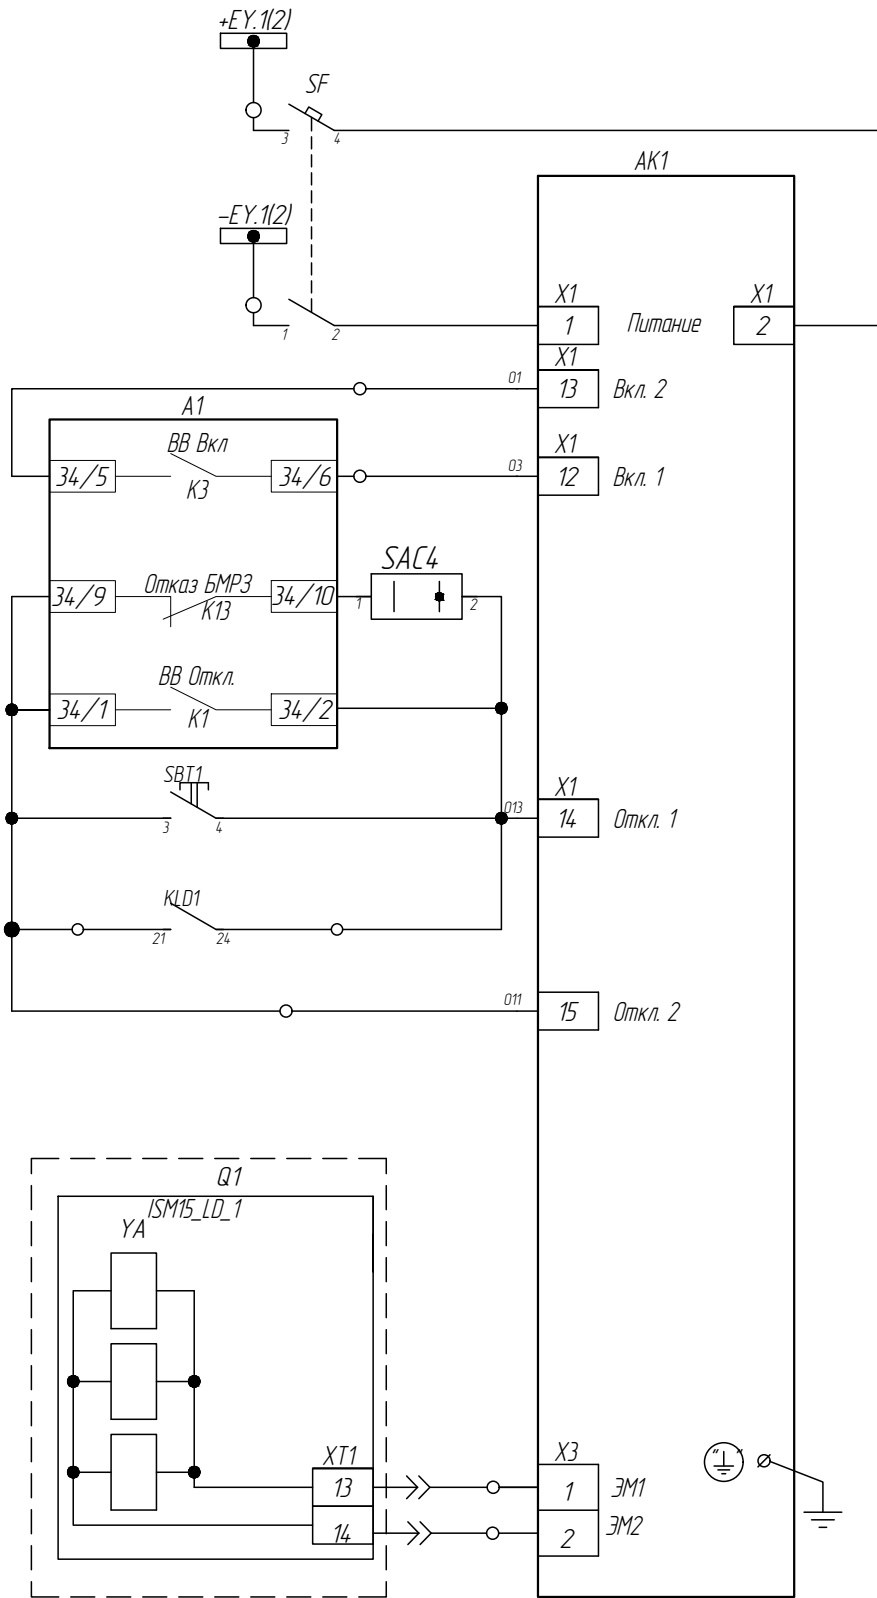 +EY.1(2)
SF
3
4
AK1
-EY.1(2)
1
2
X1
1
Питание
X1
2
X1
01
13
Вкл. 2
A1
ВВ Вкл
34/5
К3
34/6
03
X1
12
Вкл. 1
SAC4
Отказ БМРЗ
34/9
К13
34/10
1
2
ВВ Откл.
34/1
К1
34/2
SBT1
3
4
013
X1
14
Откл. 1
KLD1
21
24
011
15
Откл. 2
Q1
ISM15_LD_1
YA
XT1
13
14
X3
1
ЭМ1
2
ЭМ2